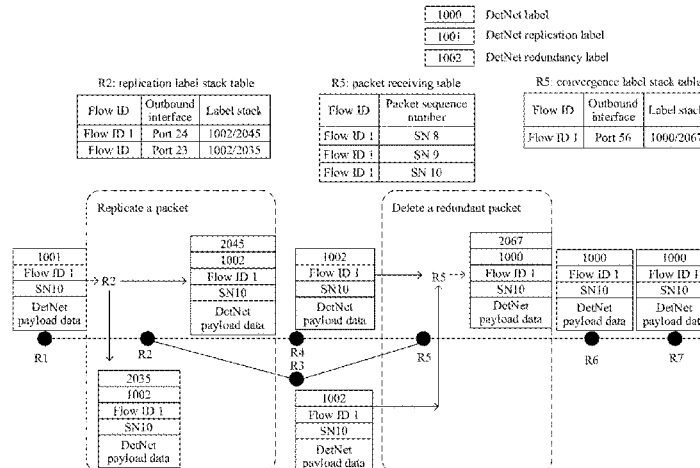 1000 DetNet label
1001 DetNet replication label
1002 DetNet redundancy label
R2: replication label stack table
Flow ID Outbound interface Label stack
Flow ID 1 Port 24 1002/2045
Flow ID Port 23 1002/2035
R5: packet receiving table
Flow ID Packet sequence number
Flow ID 1 SN 8
Flow ID 1 SN 9
Flow ID 1 SN 10
R5: convergence label stack table
Flow ID Outbound interface Label stack
Flow ID 1 Port 56 1000/2067
Replicate a packet
Delete a redundant packet
1001
Flow ID 1
SN10
DetNet
payload data
R2
2045
1002
Flow ID 1
SN10
DetNet
payload data
1002
Flow ID 1
SN10
DetNet
payload data
R5
2067
1000
Flow ID 1
SN10
DetNet
payload data
1000
Flow ID 1
SN10
DetNet
payload data
1000
Flow ID 1
SN10
DetNet
payload data
R1
R2
R4
R3
R5
R6
R7
2035
1002
Flow ID 1
SN10
DetNet
payload data
1002
Flow ID 1
SN10
DetNet
payload data